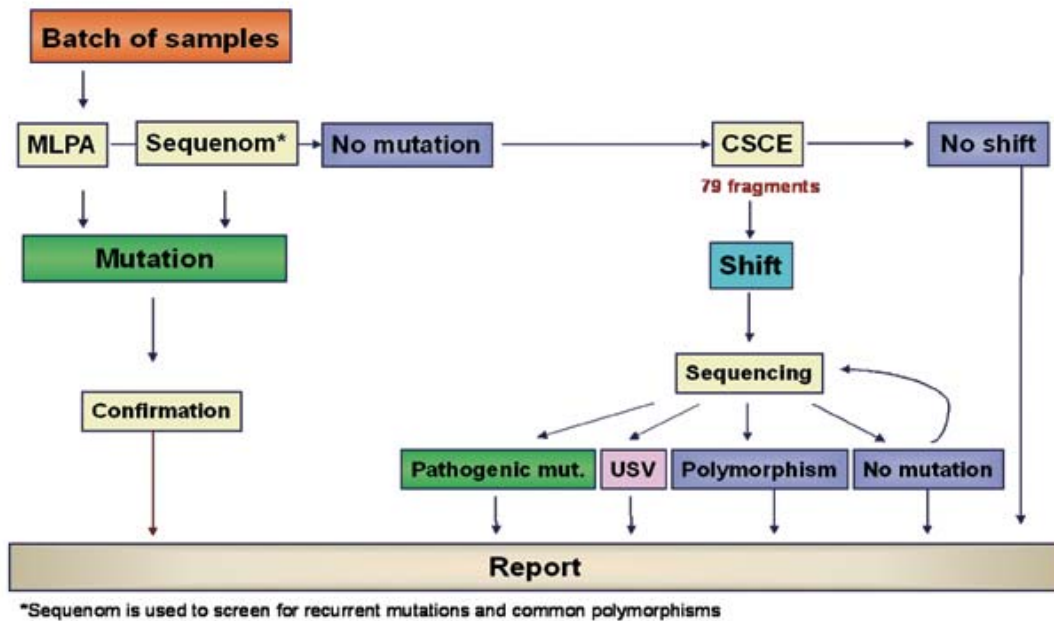 Batch of samples
MLPA
Sequenom*
No mutation
CSCE
No shift
79 fragments
Mutation
Shift
Sequencing
Confirmation
Pathogenic mut.
USV
Polymorphism
No mutation
Report
*Sequenom is used to screen for recurrent mutations and common polymorphisms